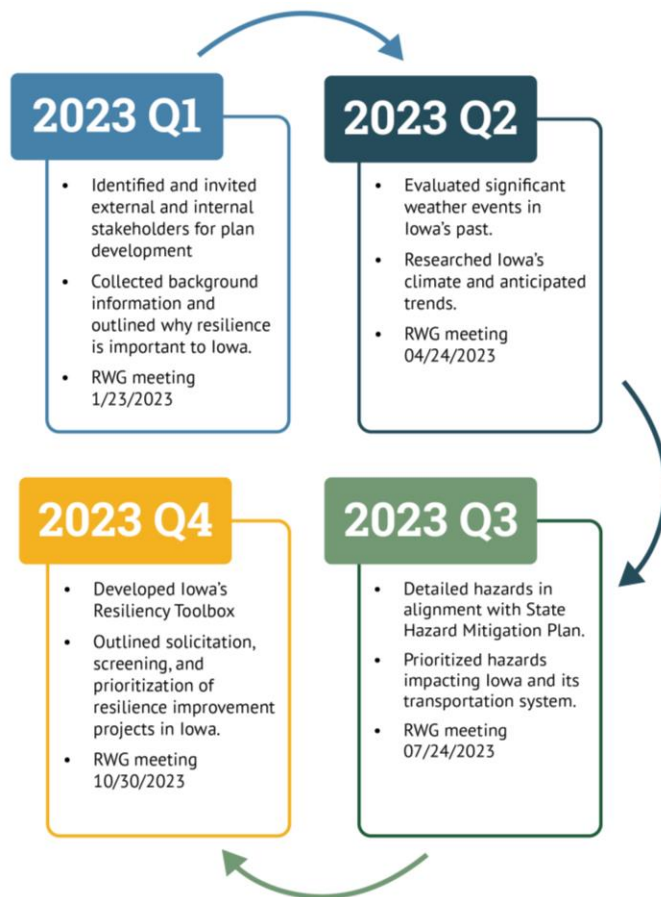 2023 Q1
• Identified and invited
external and internal
stakeholders for plan
development
• Collected background
information and
outlined why resilience
is important to Iowa.
• RWG meeting
1/23/2023
2023 Q2
• Evaluated significant
weather events in
Iowa's past.
• Researched Iowa's
climate and anticipated
trends.
• RWG meeting
04/24/2023
2023 Q3
• Detailed hazards in
alignment with State
Hazard Mitigation Plan.
• Prioritized hazards
impacting Iowa and its
transportation system.
• RWG meeting
07/24/2023
2023 Q4
• Developed Iowa's
Resiliency Toolbox
• Outlined solicitation,
screening, and
prioritization of
resilience improvement
projects in Iowa.
• RWG meeting
10/30/2023